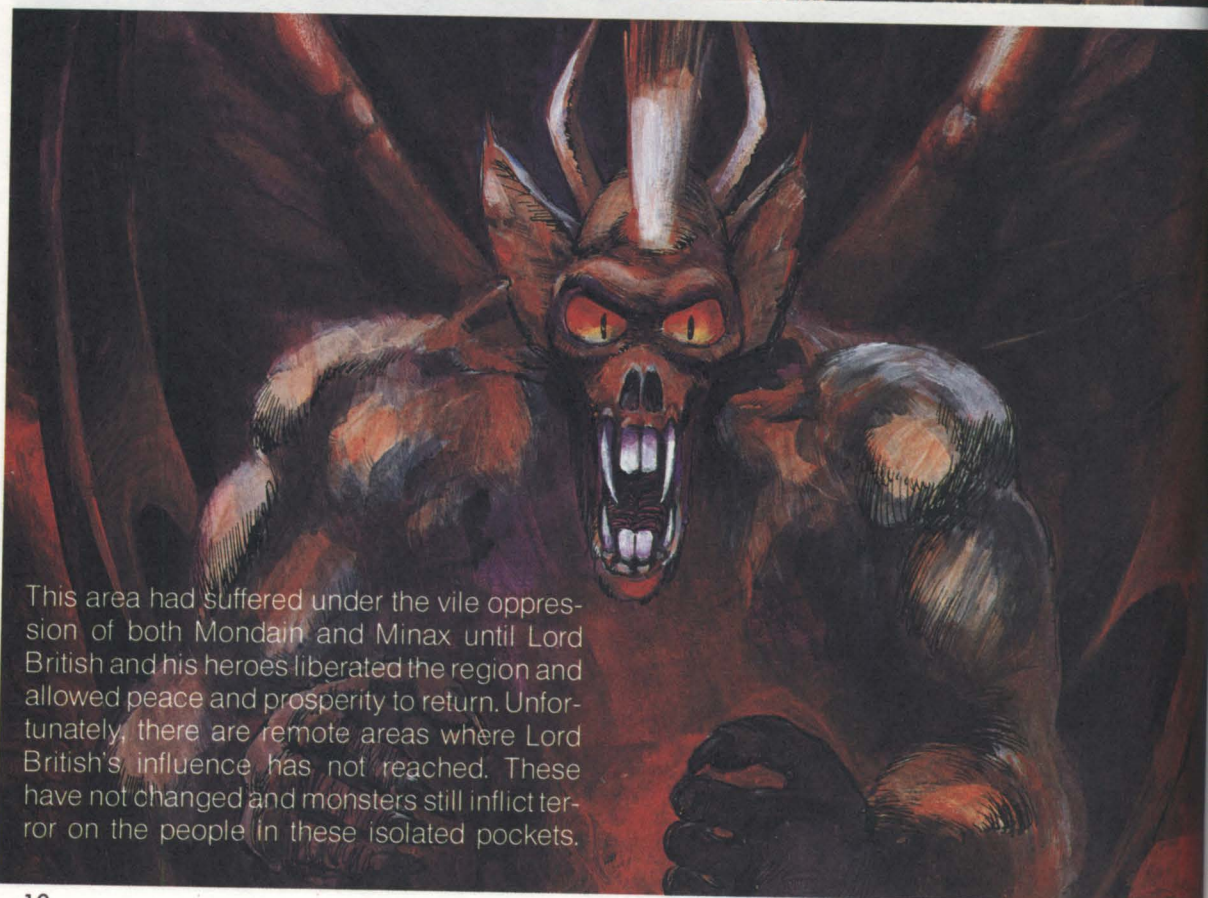 This area had suffered under the vile oppres-
sion of both Mondain and Minax until Lord
British and his heroes liberated the region and
allowed peace and prosperity to return. Unfor-
tunately, there are remote areas where Lord
British's influence has not reached. These
have not changed and monsters still inflict ter-
ror on the people in these isolated pockets.